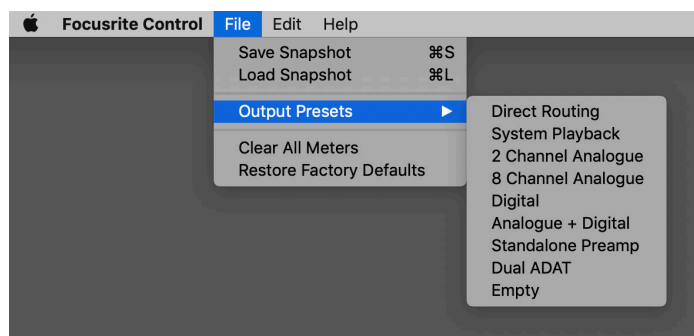 Focusrite Control File Edit Help
Save Snapshot ⌘S
Load Snapshot ⌘L
Output Presets ▶
Clear All Meters
Restore Factory Defaults
Direct Routing
System Playback
2 Channel Analogue
8 Channel Analogue
Digital
Analogue + Digital
Standalone Preamp
Dual ADAT
Empty